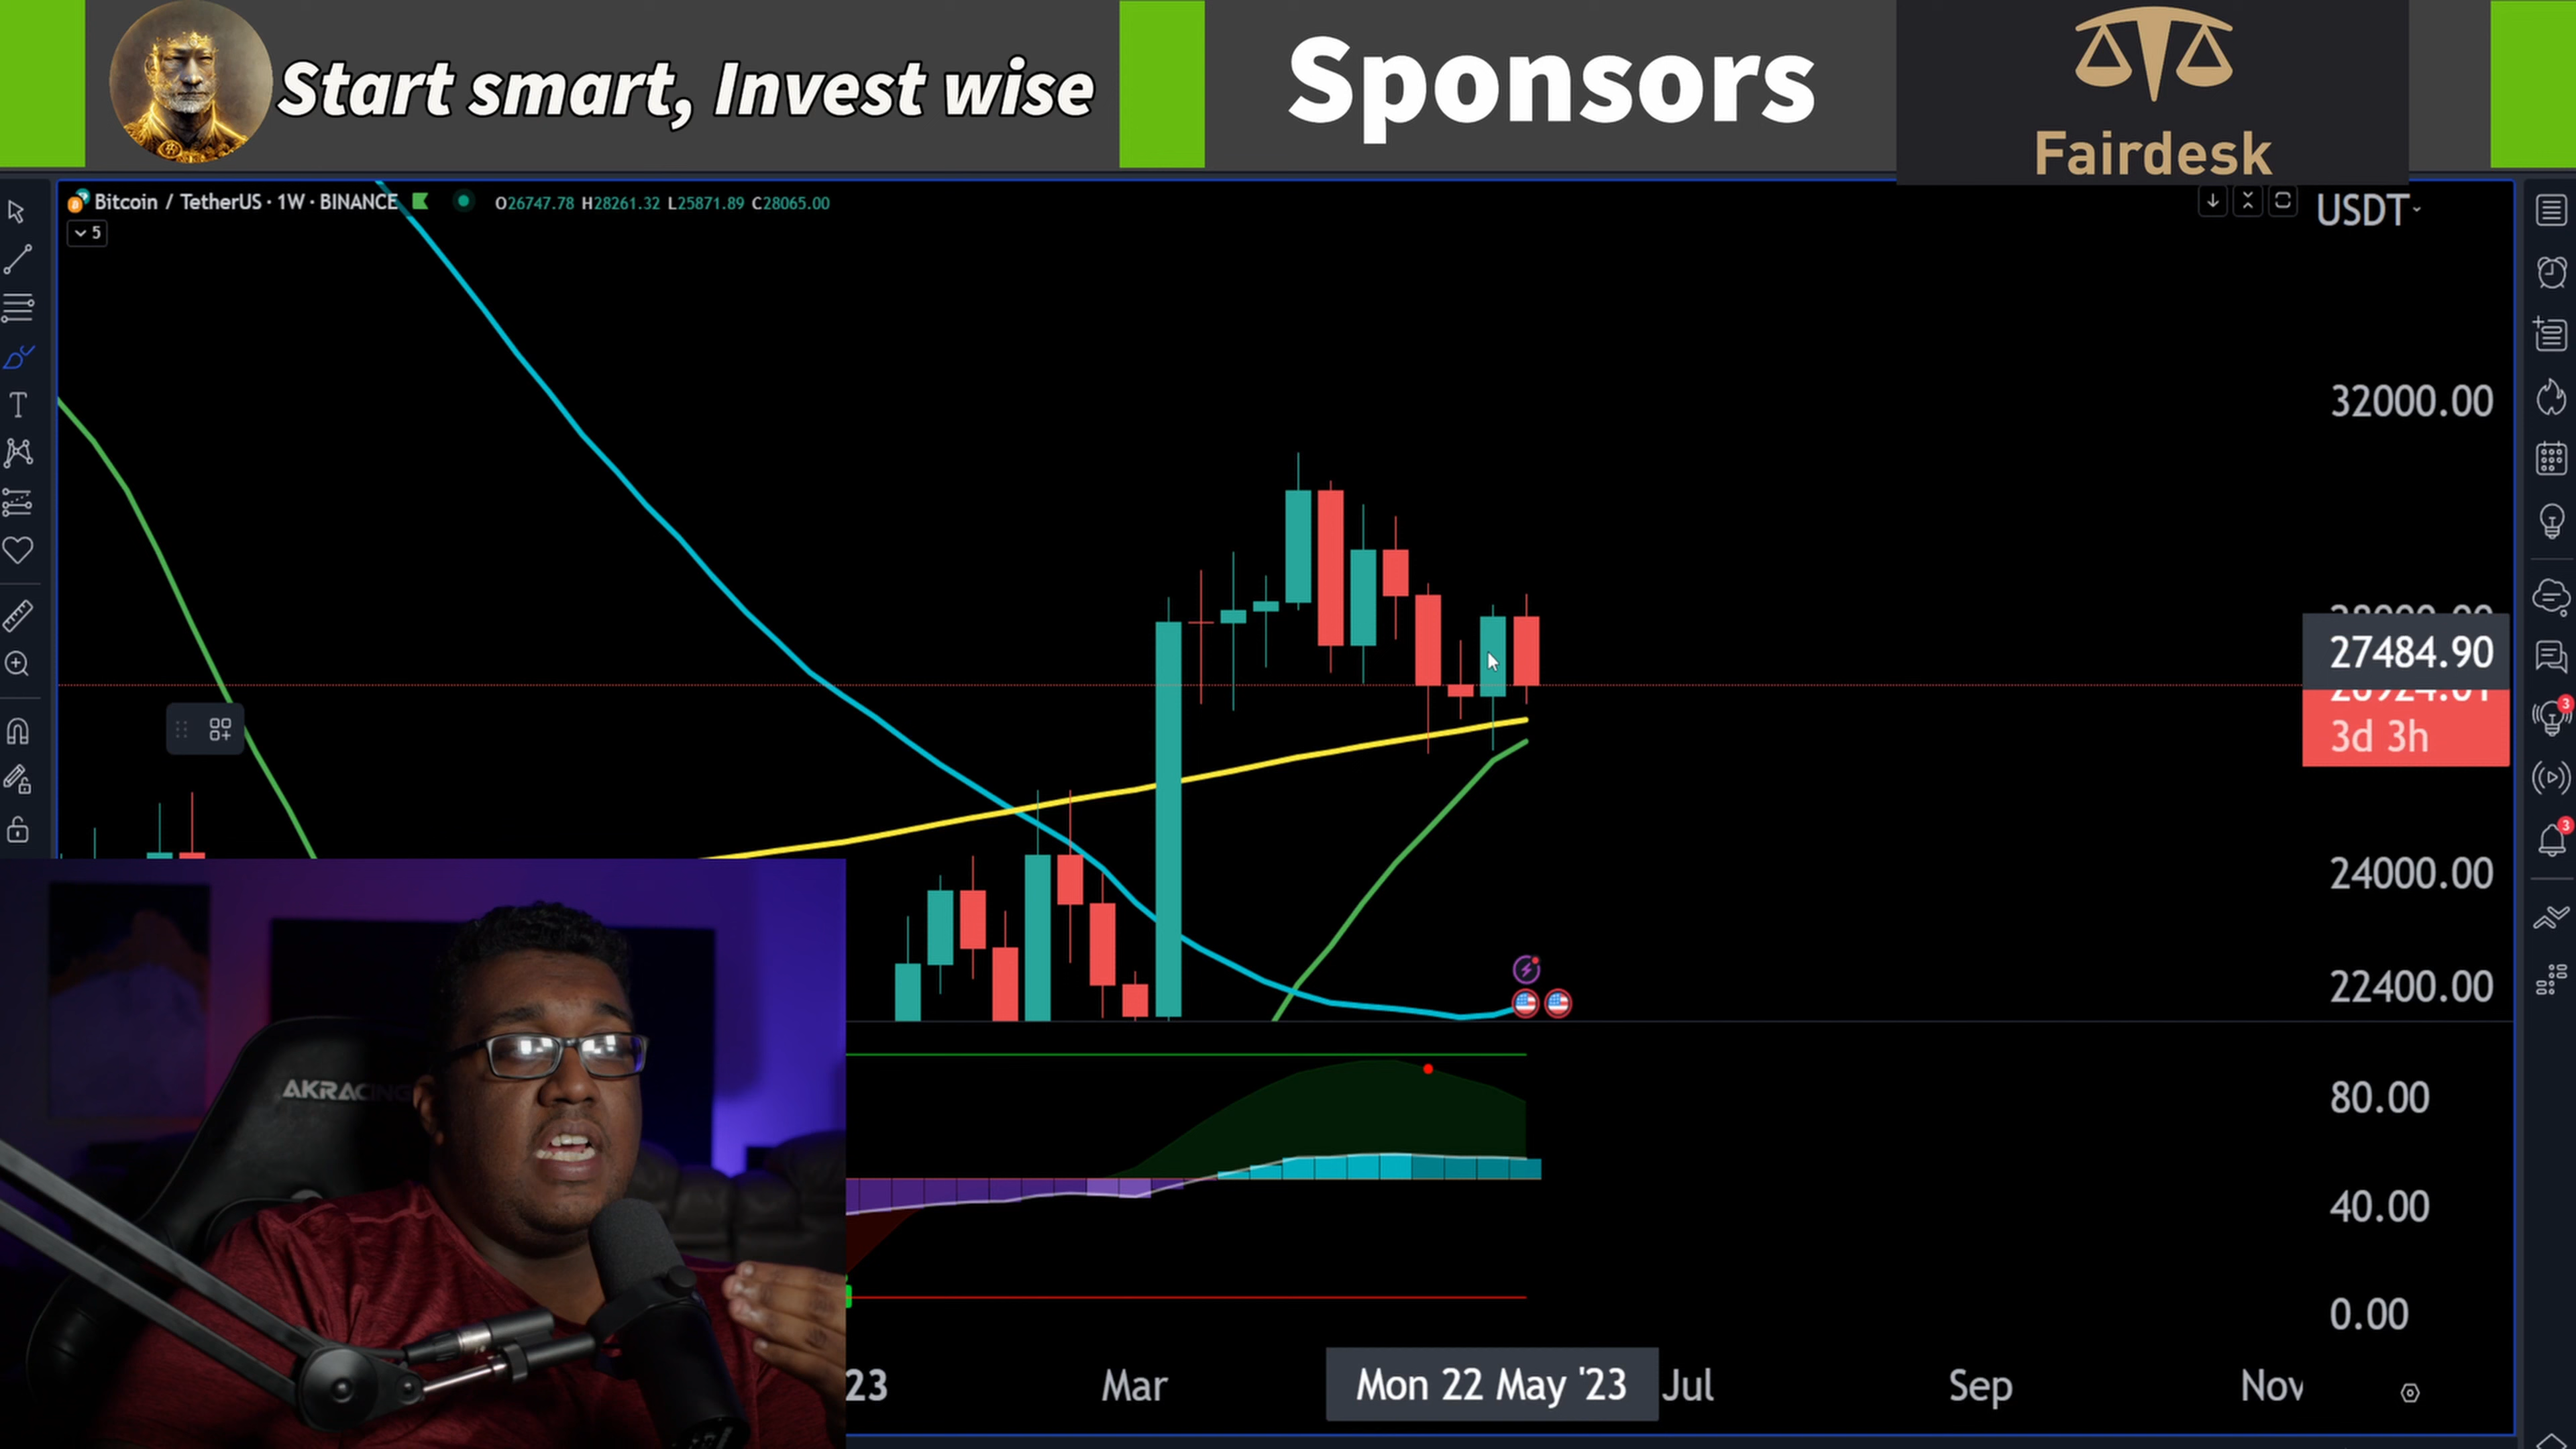 Start smart, Invest wise
Sponsors
Fairdesk
Bitcoin / TetherUS · 1W · BINANCE
O26747.78 H28261.32 L25871.89 C28065.00
USDT
5
32000.00
27484.90
3d 3h
24000.00
22400.00
80.00
40.00
0.00
3
3
AKRACING
23
Mar
Mon 22 May '23
Jul
Sep
Nov